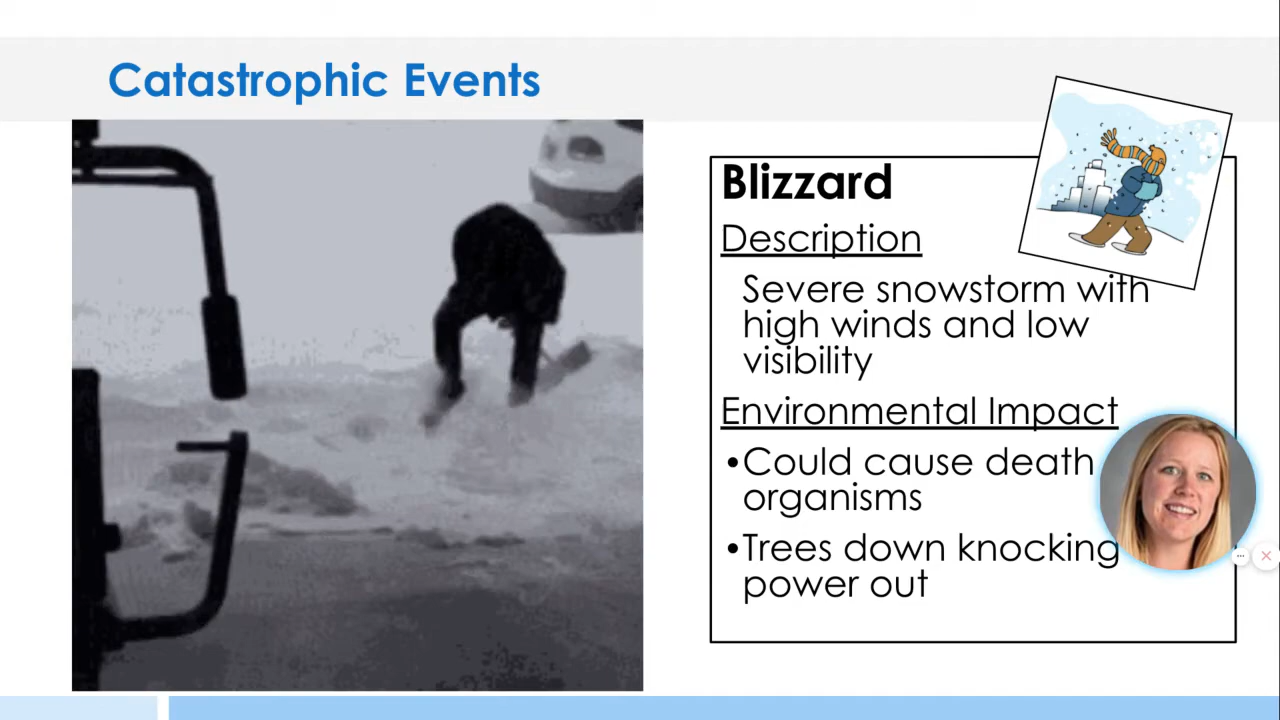 Catastrophic Events
Blizzard
Description
Severe snowstorm with
high winds and low
visibility
Environmental Impact
•Could cause death
organisms
•Trees down knocking
power out